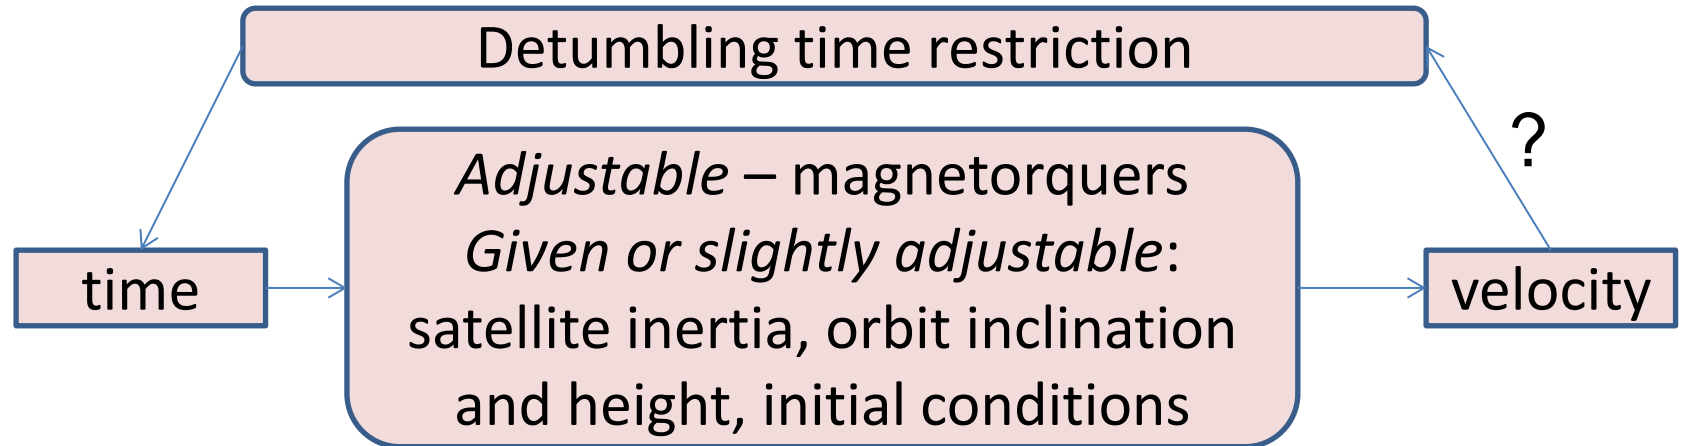 Detumbling time restriction
?
Adjustable – magnetorquers
Given or slightly adjustable:
satellite inertia, orbit inclination
and height, initial conditions
time
velocity